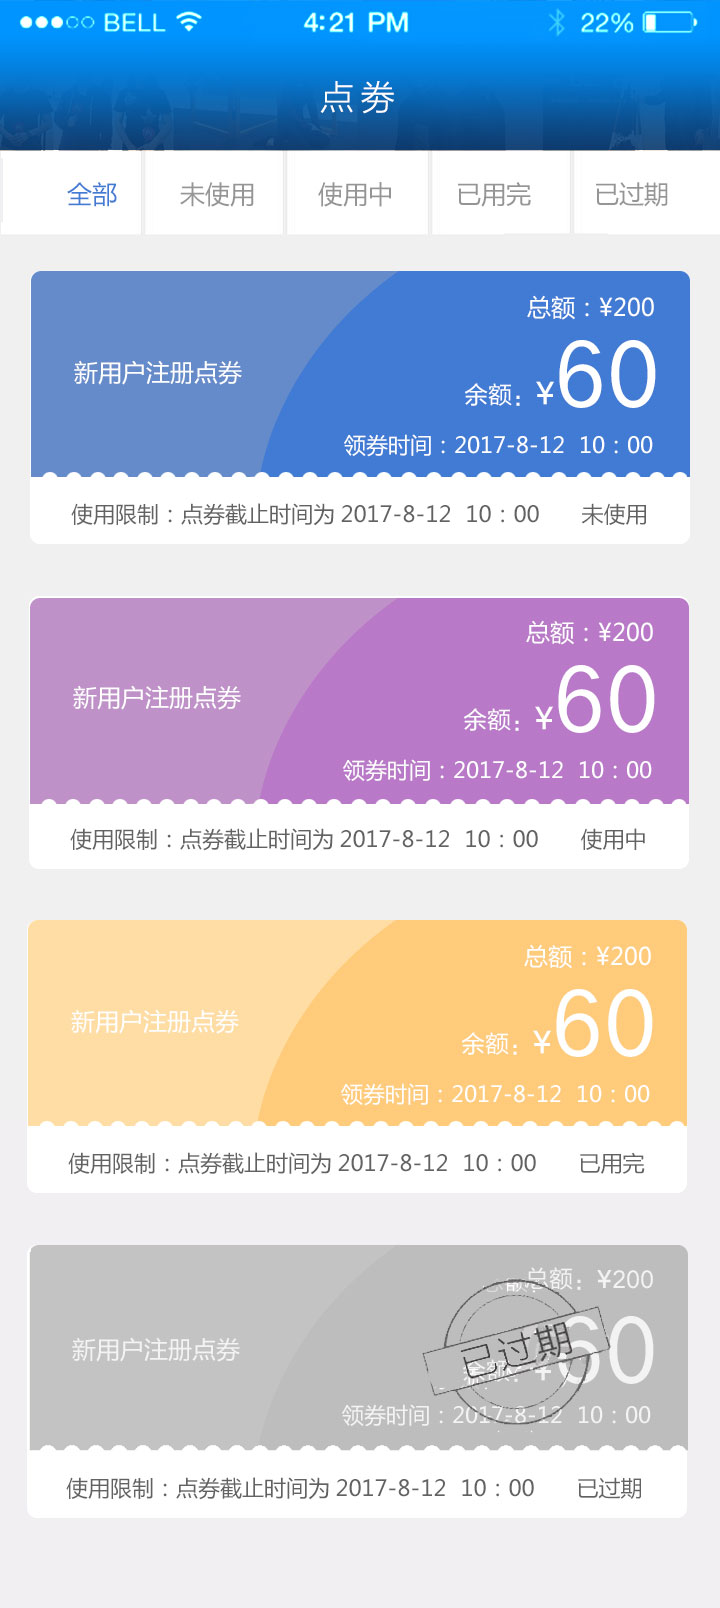 BELL 4:21 PM 22%
点券
全部 未使用 使用中 已用完 已过期
总额：¥200
新用户注册点券
余额：¥60
领券时间：2017-8-12 10：00
使用限制：点券截止时间为 2017-8-12 10：00 未使用
总额：¥200
新用户注册点券
余额：¥60
领券时间：2017-8-12 10：00
使用限制：点券截止时间为 2017-8-12 10：00 使用中
总额：¥200
新用户注册点券
余额：¥60
领券时间：2017-8-12 10：00
使用限制：点券截止时间为 2017-8-12 10：00 已用完
总额：¥200
新用户注册点券
已过期
余额：¥60
领券时间：2017-8-12 10：00
使用限制：点券截止时间为 2017-8-12 10：00 已过期